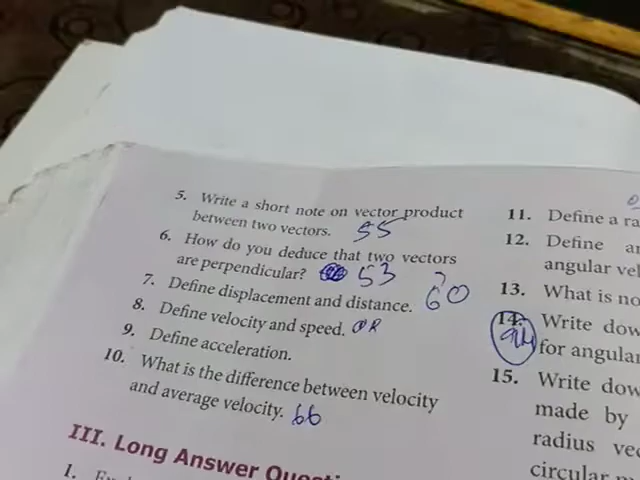 5. Write a short note on vector product
between two vectors. 55
6. How do you deduce that two vectors
are perpendicular? 53
7. Define displacement and distance. 60
8. Define velocity and speed. OR
9. Define acceleration.
10. What is the difference between velocity
and average velocity. 66
III. Long Answer
1.
11. Define a
12. Define
angular
13. What is
14. Write
for
15. Write
made by
radius
circular